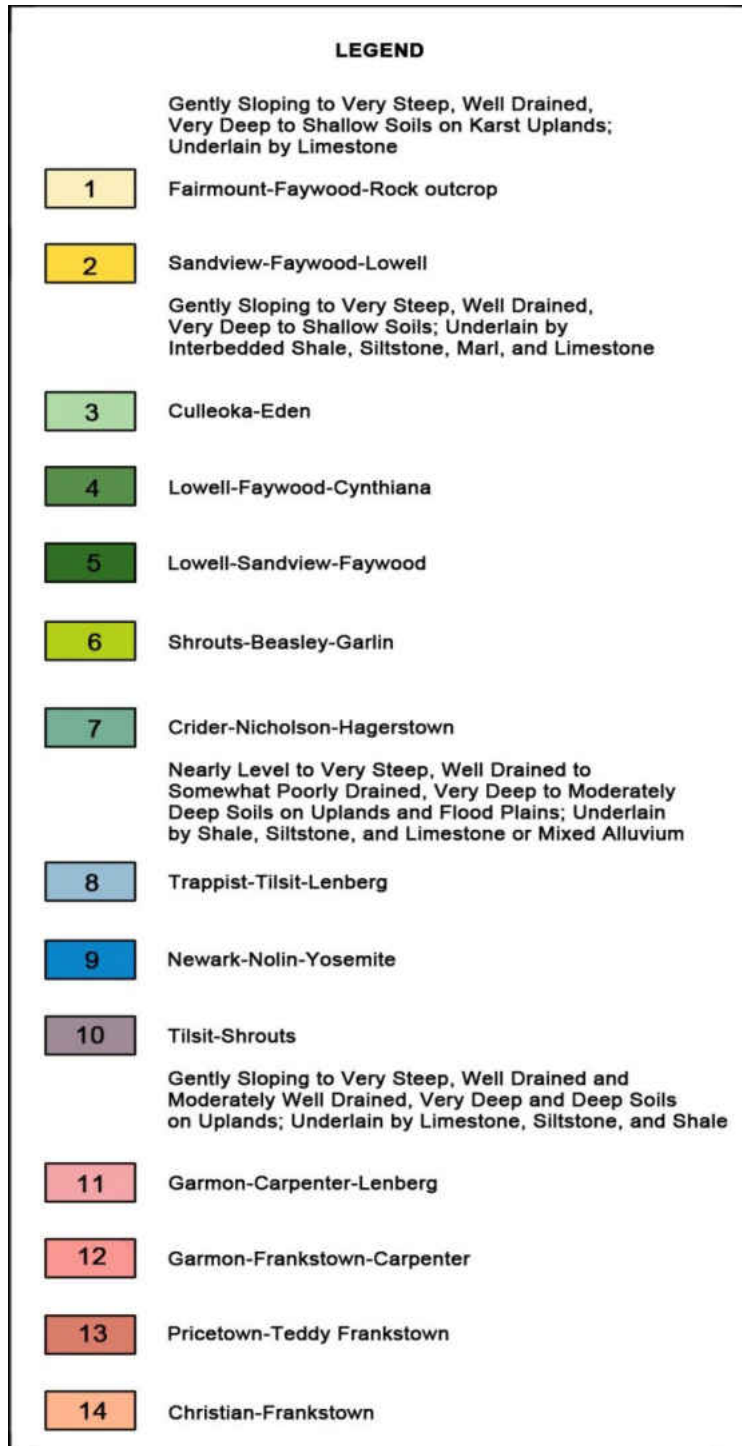 LEGEND
Gently Sloping to Very Steep, Well Drained,
Very Deep to Shallow Soils on Karst Uplands;
Underlain by Limestone
1 Fairmount-Faywood-Rock outcrop
2 Sandview-Faywood-Lowell
Gently Sloping to Very Steep, Well Drained,
Very Deep to Shallow Soils; Underlain by
Interbedded Shale, Siltstone, Marl, and Limestone
3 Culleoka-Eden
4 Lowell-Faywood-Cynthiana
5 Lowell-Sandview-Faywood
6 Shrouts-Beasley-Garlin
7 Crider-Nicholson-Hagerstown
Nearly Level to Very Steep, Well Drained to
Somewhat Poorly Drained, Very Deep to Moderately
Deep Soils on Uplands and Flood Plains; Underlain
by Shale, Siltstone, and Limestone or Mixed Alluvium
8 Trappist-Tilsit-Lenberg
9 Newark-Nolin-Yosemite
10 Tilsit-Shrouts
Gently Sloping to Very Steep, Well Drained and
Moderately Well Drained, Very Deep and Deep Soils
on Uplands; Underlain by Limestone, Siltstone, and Shale
11 Garmon-Carpenter-Lenberg
12 Garmon-Frankstown-Carpenter
13 Pricetown-Teddy Frankstown
14 Christian-Frankstown